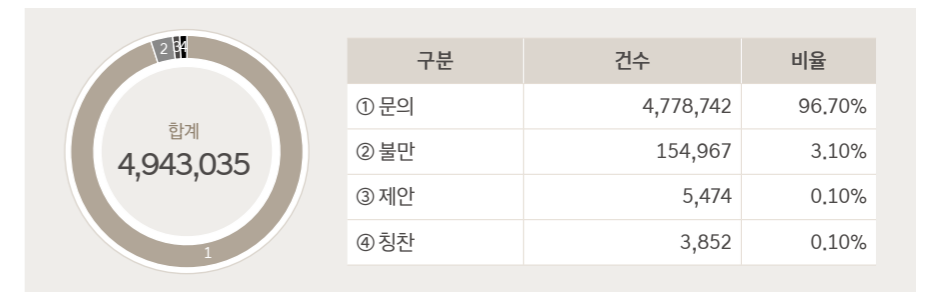 2
3
4
합계
4,943,035
1
구분 건수 비율
① 문의 4,778,742 96.70%
② 불만 154,967 3.10%
③ 제안 5,474 0.10%
④ 칭찬 3,852 0.10%